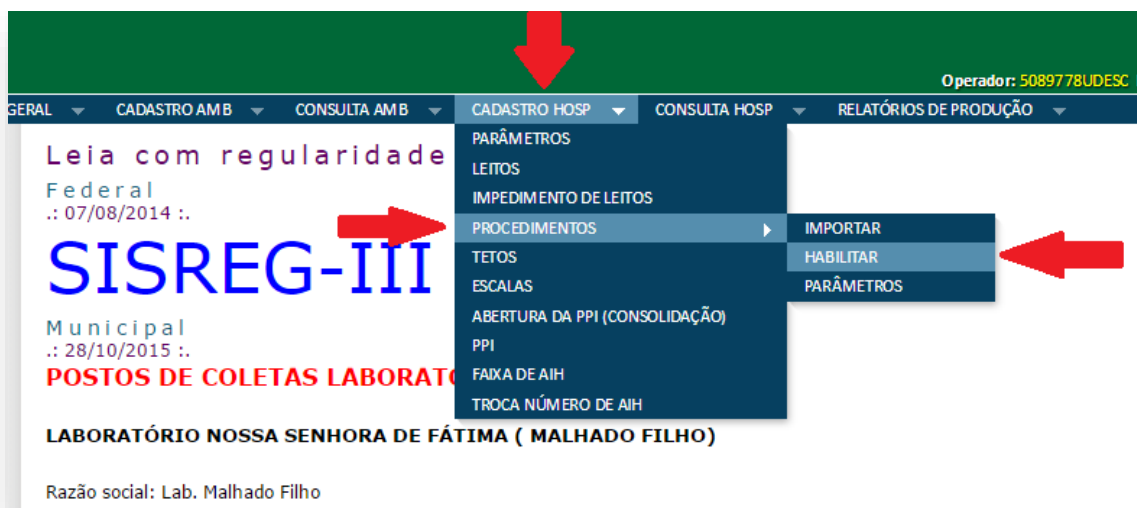 Operador: 5089778UDESC
GERAL CADASTRO AMB CONSULTA AMB CADASTRO HOSP CONSULTA HOSP RELATÓRIOS DE PRODUÇÃO
PARÂMETROS
LEITOS
IMPEDIMENTO DE LEITOS
PROCEDIMENTOS
TETOS
ESCALAS
ABERTURA DA PPI (CONSOLIDAÇÃO)
PPI
FAIXA DE AIH
TROCA NÚMERO DE AIH
IMPORTAR
HABILITAR
PARÂMETROS
Leia com regularidade
Federal
.: 07/08/2014 :.
SISREG-III
Municipal
.: 28/10/2015 :.
POSTOS DE COLETAS LABORATO
LABORATÓRIO NOSSA SENHORA DE FÁTIMA ( MALHADO FILHO)
Razão social: Lab. Malhado Filho